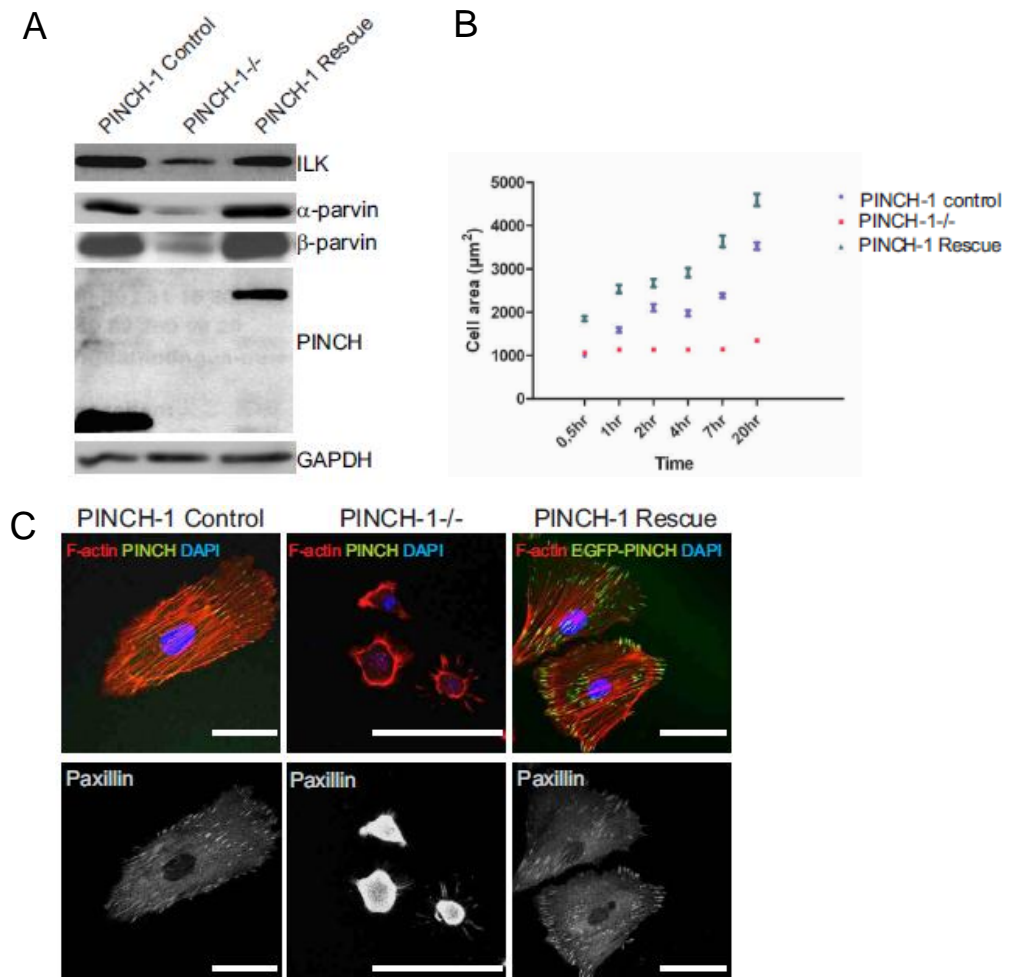 A
PINCH-1 Control
PINCH-1-/-
PINCH-1 Rescue
ILK
α-parvin
β-parvin
PINCH
GAPDH
B
5000
4000
3000
2000
1000
0
Cell area (µm²)
0,5hr
1hr
2hr
4hr
7hr
20hr
Time
PINCH-1 control
PINCH-1-/-
PINCH-1 Rescue
C
PINCH-1 Control
PINCH-1-/-
PINCH-1 Rescue
F-actin PINCH DAPI
F-actin PINCH DAPI
F-actin EGFP-PINCH DAPI
Paxillin
Paxillin
Paxillin